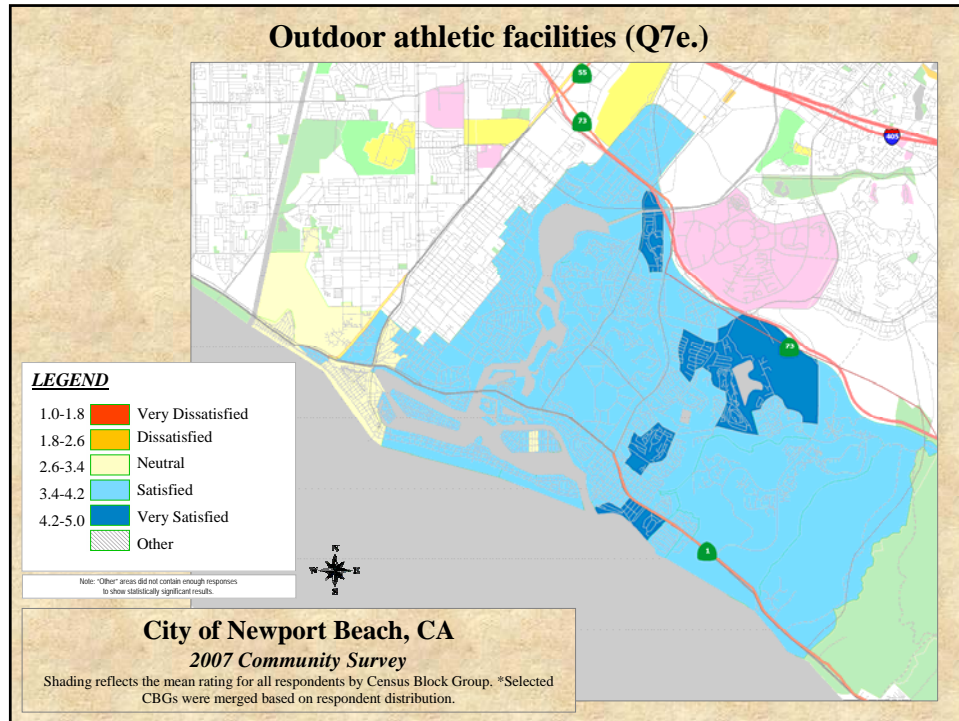 Outdoor athletic facilities (Q7e.)
55
73
405
73
1
LEGEND
1.0-1.8 Very Dissatisfied
1.8-2.6 Dissatisfied
2.6-3.4 Neutral
3.4-4.2 Satisfied
4.2-5.0 Very Satisfied
Other
Note: "Other" areas did not contain enough responses
to show statistically significant results.
N
W E
S
City of Newport Beach, CA
2007 Community Survey
Shading reflects the mean rating for all respondents by Census Block Group. *Selected
CBGs were merged based on respondent distribution.